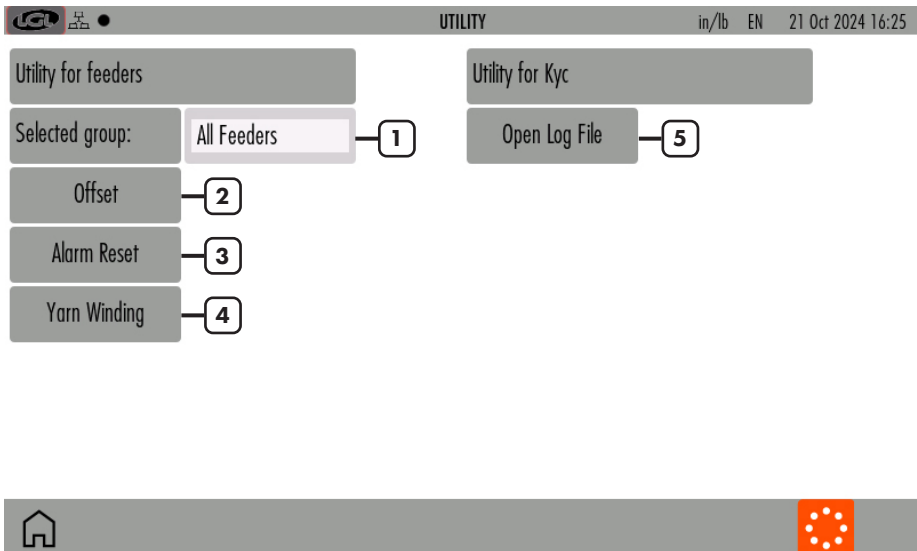 LGL UTILITY in/lb EN 21 Oct 2024 16:25
Utility for feeders
Selected group: All Feeders 1
Offset 2
Alarm Reset 3
Yarn Winding 4
Utility for Kyc
Open Log File 5